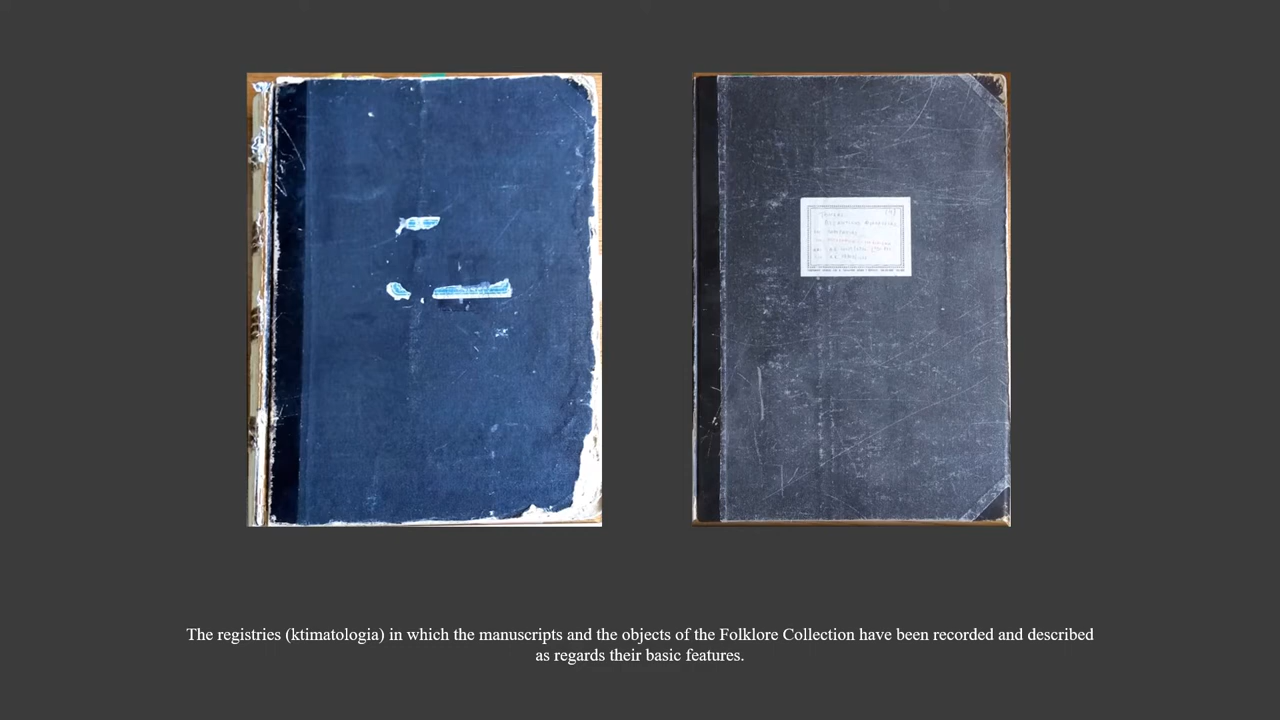 The registries (ktimatologia) in which the manuscripts and the objects of the Folklore Collection have been recorded and described
as regards their basic features.